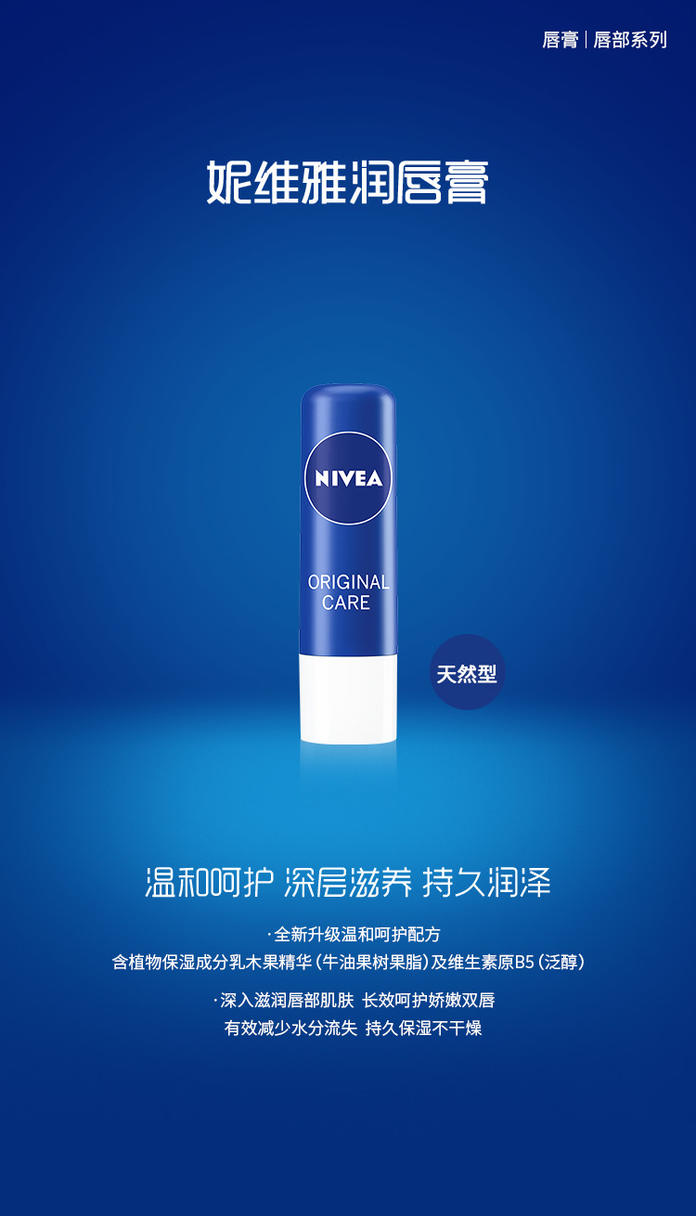 唇膏|唇部系列
妮维雅润唇膏
NIVEA
ORIGINAL
CARE
天然型
温和呵护 深层滋养 持久润泽
·全新升级温和呵护配方
含植物保湿成分乳木果精华(牛油果树果脂)及维生素原B5(泛醇)
·深入滋润唇部肌肤 长效呵护娇嫩双唇
有效减少水分流失 持久保湿不干燥